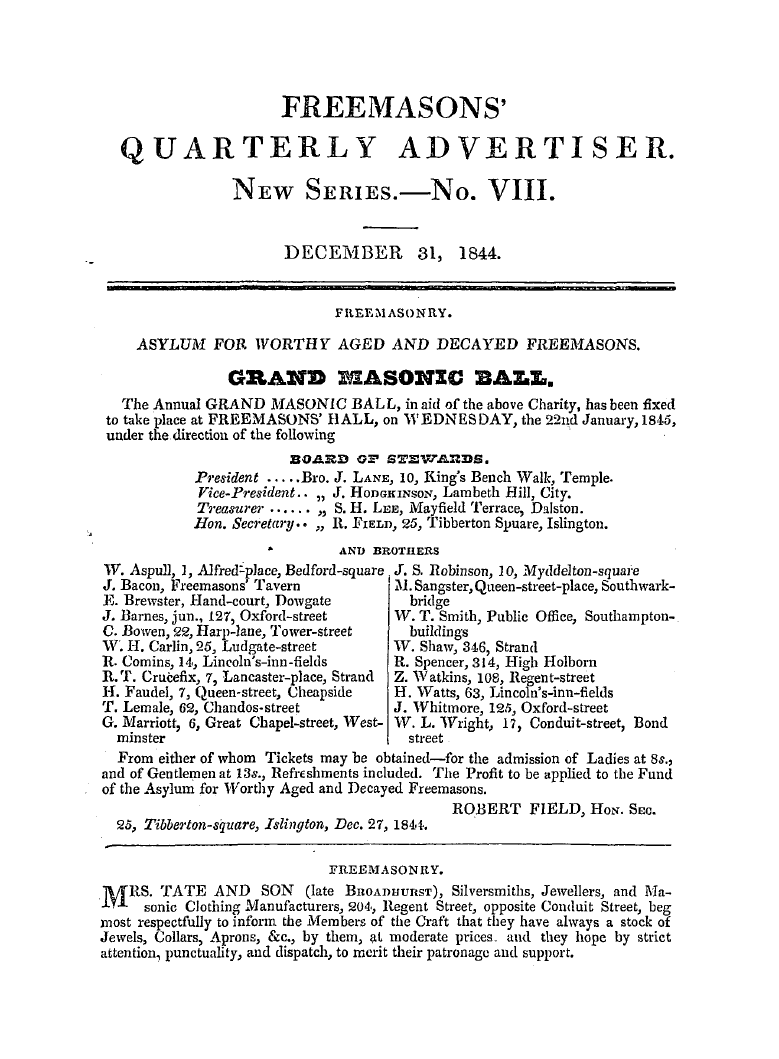 FREEMASONS'
QUARTERLY ADVERTISER.
NEW SERIES.—No. VIII.
DECEMBER 31, 1844.
FREEMASONRY.
ASYLUM FOR WORTHY AGED AND DECAYED FREEMASONS.
GRAND MASONIC BALL.
The Annual GRAND MASONIC BALL, in aid of the above Charity, has been fixed
to take place at FREEMASONS' HALL, on WEDNESDAY, the 22nd January, 1845,
under the direction of the following
BOARD OF STEWARDS.
President .....Bro. J. LANE, 10, King's Bench Walk, Temple.
Vice-President.. „ J. HODGKINSON, Lambeth Hill, City.
Treasurer ...... „ S. H. LEE, Mayfield Terrace, Dalston.
Hon. Secretary.. „ R. FIELD, 25, Tibberton Spuare, Islington.
AND BROTHERS
W. Aspull, 1, Alfred-place, Bedford-square
J. Bacon, Freemasons' Tavern
E. Brewster, Hand-court, Dowgate
J. Barnes, jun., 127, Oxford-street
C. Bowen, 22, Harp-lane, Tower-street
W. H. Carlin, 25, Ludgate-street
R. Comins, 14, Lincoln's-inn-fields
R. T. Crucefix, 7, Lancaster-place, Strand
H. Faudel, 7, Queen-street, Cheapside
T. Lemale, 62, Chandos-street
G. Marriott, 6, Great Chapel-street, West-
minster
J. S. Robinson, 10, Myddelton-square
M. Sangster, Queen-street-place, Southwark-
bridge
W. T. Smith, Public Office, Southampton-
buildings
W. Shaw, 346, Strand
R. Spencer, 314, High Holborn
Z. Watkins, 108, Regent-street
H. Watts, 63, Lincoln's-inn-fields
J. Whitmore, 125, Oxford-street
W. L. Wright, 17, Conduit-street, Bond
street
From either of whom Tickets may be obtained—for the admission of Ladies at 8s.,
and of Gentlemen at 13s., Refreshments included. The Profit to be applied to the Fund
of the Asylum for Worthy Aged and Decayed Freemasons.
ROBERT FIELD, HON. SEC.
25, Tibberton-square, Islington, Dec. 27, 1844.
FREEMASONRY.
MRS. TATE AND SON (late BROADHURST), Silversmiths, Jewellers, and Ma-
sonic Clothing Manufacturers, 204, Regent Street, opposite Conduit Street, beg
most respectfully to inform the Members of the Craft that they have always a stock of
Jewels, Collars, Aprons, &c., by them, at moderate prices. and they hope by strict
attention, punctuality, and dispatch, to merit their patronage and support.